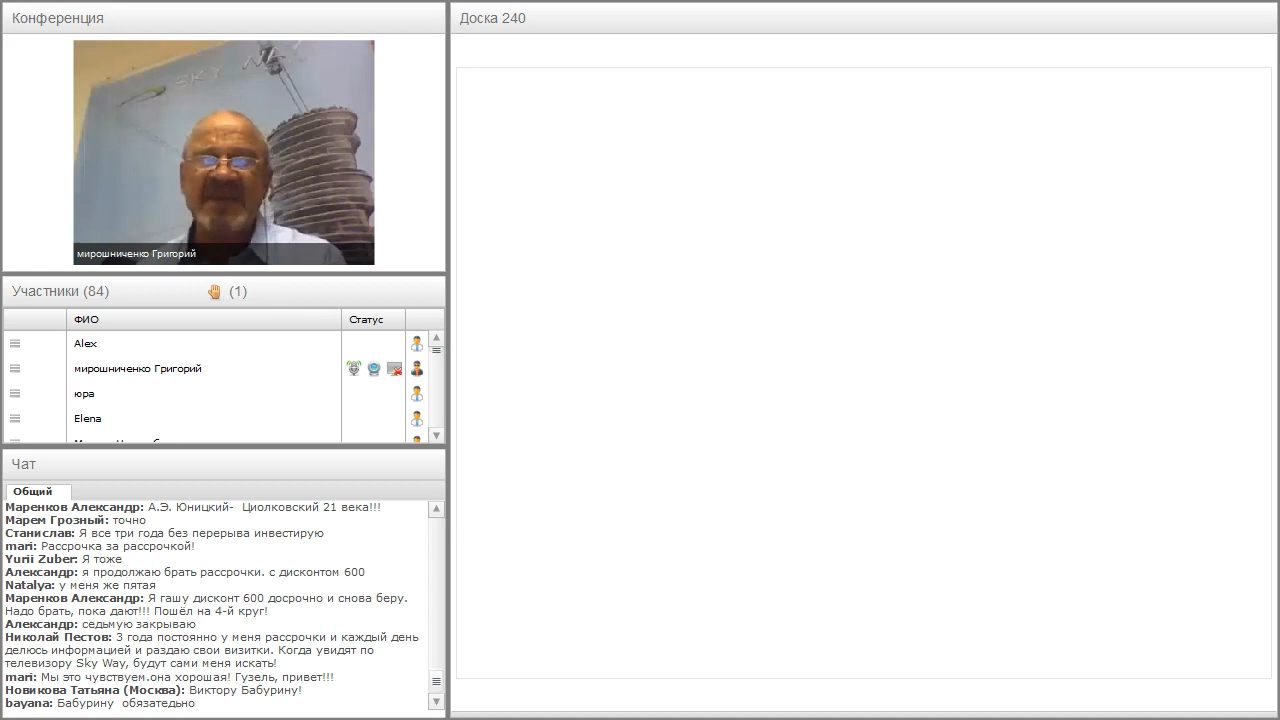 Конференция
SKY WAY
мирошниченко Григорий
Участники (84)
(1)
ФИО
Статус
Alex
мирошниченко Григорий
юра
Elena
Чат
Общий
Маренков Александр: А.Э. Юницкий- Циолковский 21 века!!!
Марем Грозный: точно
Станислав: Я все три года без перерыва инвестирую
mari: Рассрочка за рассрочкой!
Yurii Zuber: Я тоже
Александр: я продолжаю брать рассрочки. с дисконтом 600
Natalya: у меня же пятая
Маренков Александр: Я гашу дисконт 600 досрочно и снова беру.
Надо брать, пока дают!!! Пошёл на 4-й круг!
Александр: седьмую закрываю
Николай Пестов: 3 года постоянно у меня рассрочки и каждый день
делюсь информацией и раздаю свои визитки. Когда увидят по
телевизору Sky Way, будут сами меня искать!
mari: Мы это чувствуем.она хорошая! Гузель, привет!!!
Новикова Татьяна (Москва): Виктору Бабурину!
bayana: Бабурину обязатедьно
Доска 240